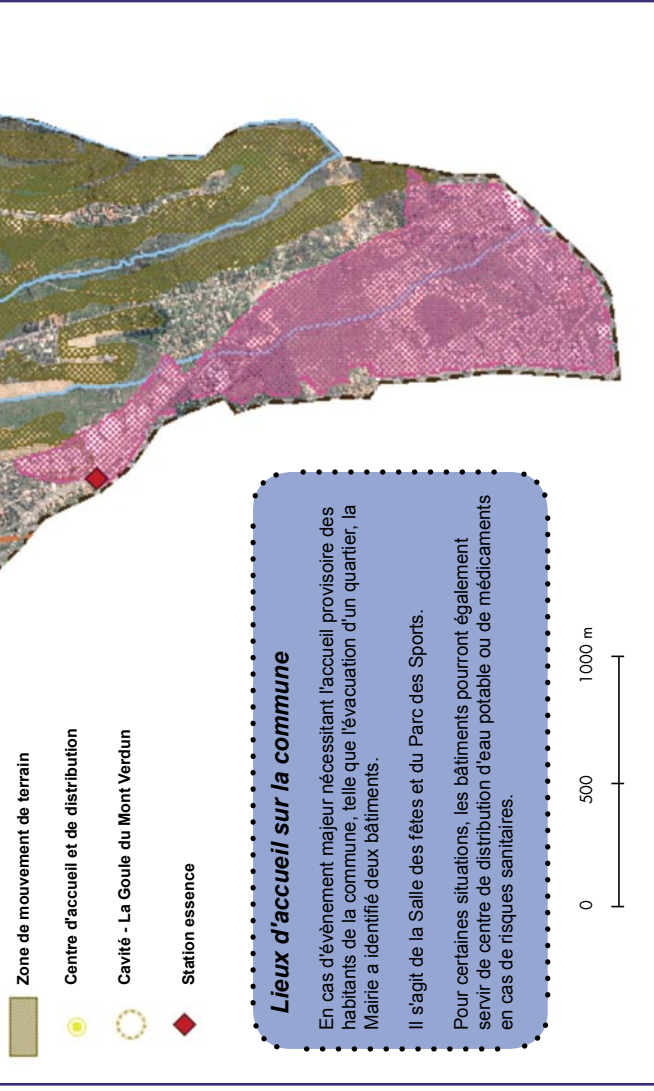 Zone de mouvement de terrain
Centre d'accueil et de distribution
Cavité - La Goule du Mont Verdun
Station essence
Lieux d'accueil sur la commune
En cas d'évènement majeur nécessitant l'accueil provisoire des
habitants de la commune, telle que l'évacuation d'un quartier, la
Mairie a identifié deux bâtiments.
Il s'agit de la Salle des fêtes et du Parc des Sports.
Pour certaines situations, les bâtiments pourront également
servir de centre de distribution d'eau potable ou de médicaments
en cas de risques sanitaires.
0 500 1000 m